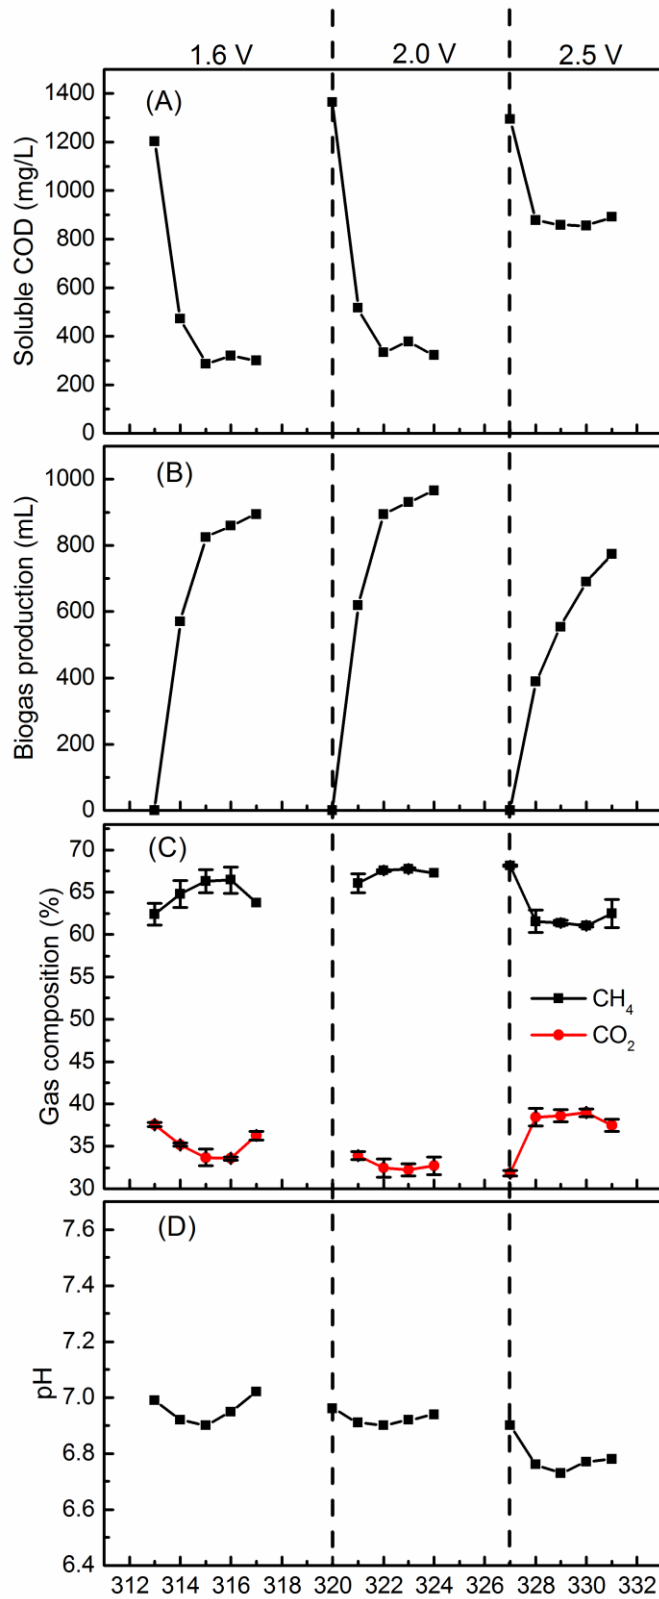 1.6 V 2.0 V 2.5 V
(A)
Soluble COD (mg/L)
1400
1200
1000
800
600
400
200
0
(B)
Biogas production (mL)
1000
800
600
400
200
0
(C)
Gas composition (%)
70
65
60
55
50
45
40
35
30
CH4
CO2
(D)
pH
7.6
7.4
7.2
7.0
6.8
6.6
6.4
312 314 316 318 320 322 324 326 328 330 332